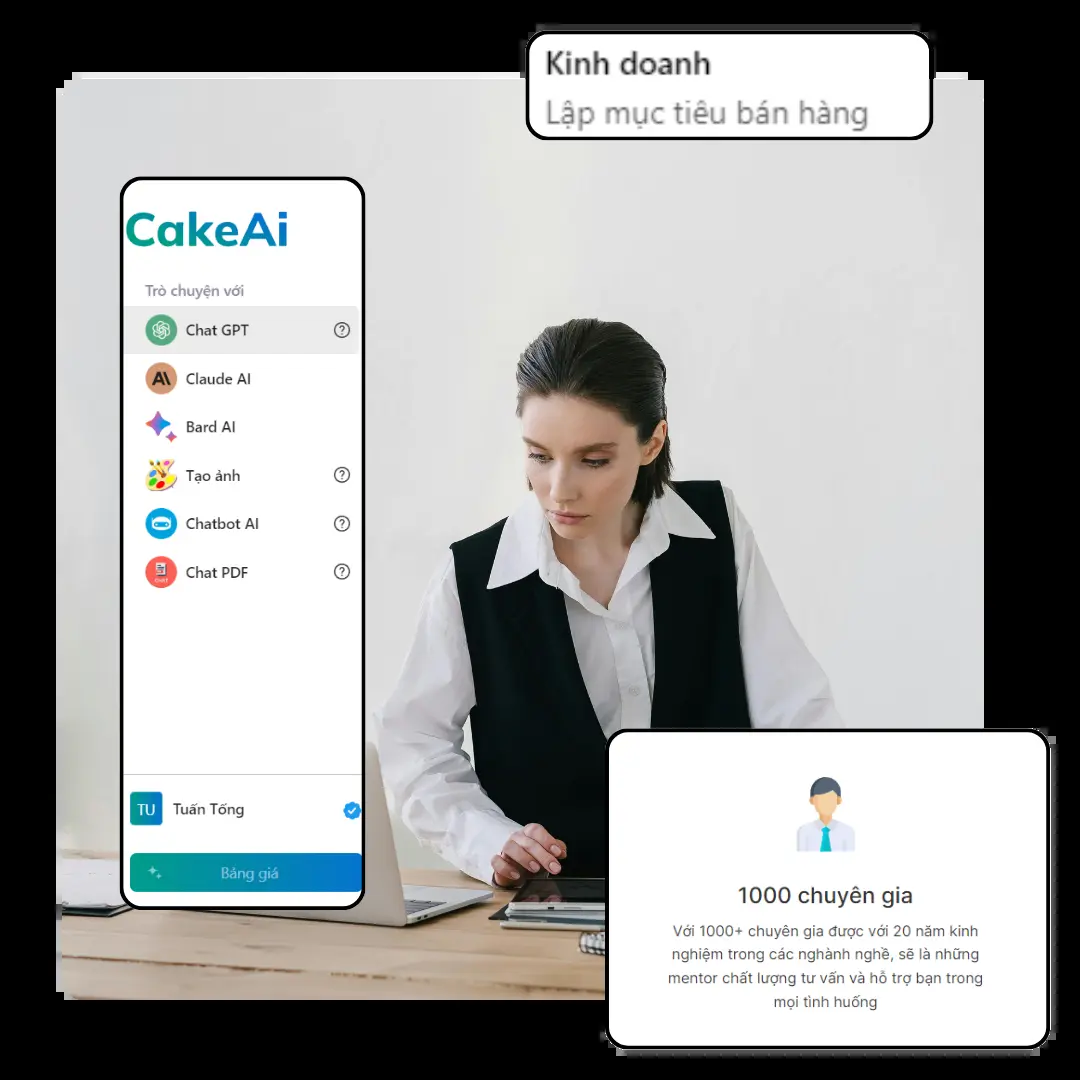 Kinh doanh
Lập mục tiêu bán hàng
CakeAi
Trò chuyện với
Chat GPT
Claude AI
Bard AI
Tạo ảnh
Chatbot AI
Chat PDF
TU Tuấn Tống
Bảng giá
1000 chuyên gia
Với 1000+ chuyên gia được với 20 năm kinh
nghiệm trong các nghành nghề, sẽ là những
mentor chất lượng tư vấn và hỗ trợ bạn trong
mọi tình huống